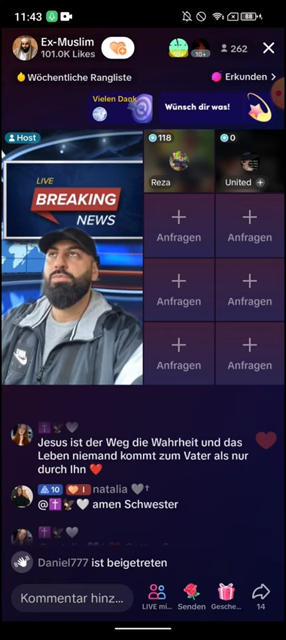 11:43
88
Ex-Muslim
101.0K Likes
10+
262
Wöchentliche Rangliste
Erkunden
Vielen Dank
Wünsch dir was!
Host
118
0
LIVE
BREAKING
NEWS
Reza
United
Anfragen
Anfragen
Anfragen
Anfragen
Anfragen
Anfragen
Jesus ist der Weg die Wahrheit und das
Leben niemand kommt zum Vater als nur
durch Ihn ❤️
10 I natalia 🤍†
@✝️🕊️🤍 amen Schwester
Daniel777 ist beigetreten
Kommentar hinz...
LIVE mi...
Senden
Gesche...
14